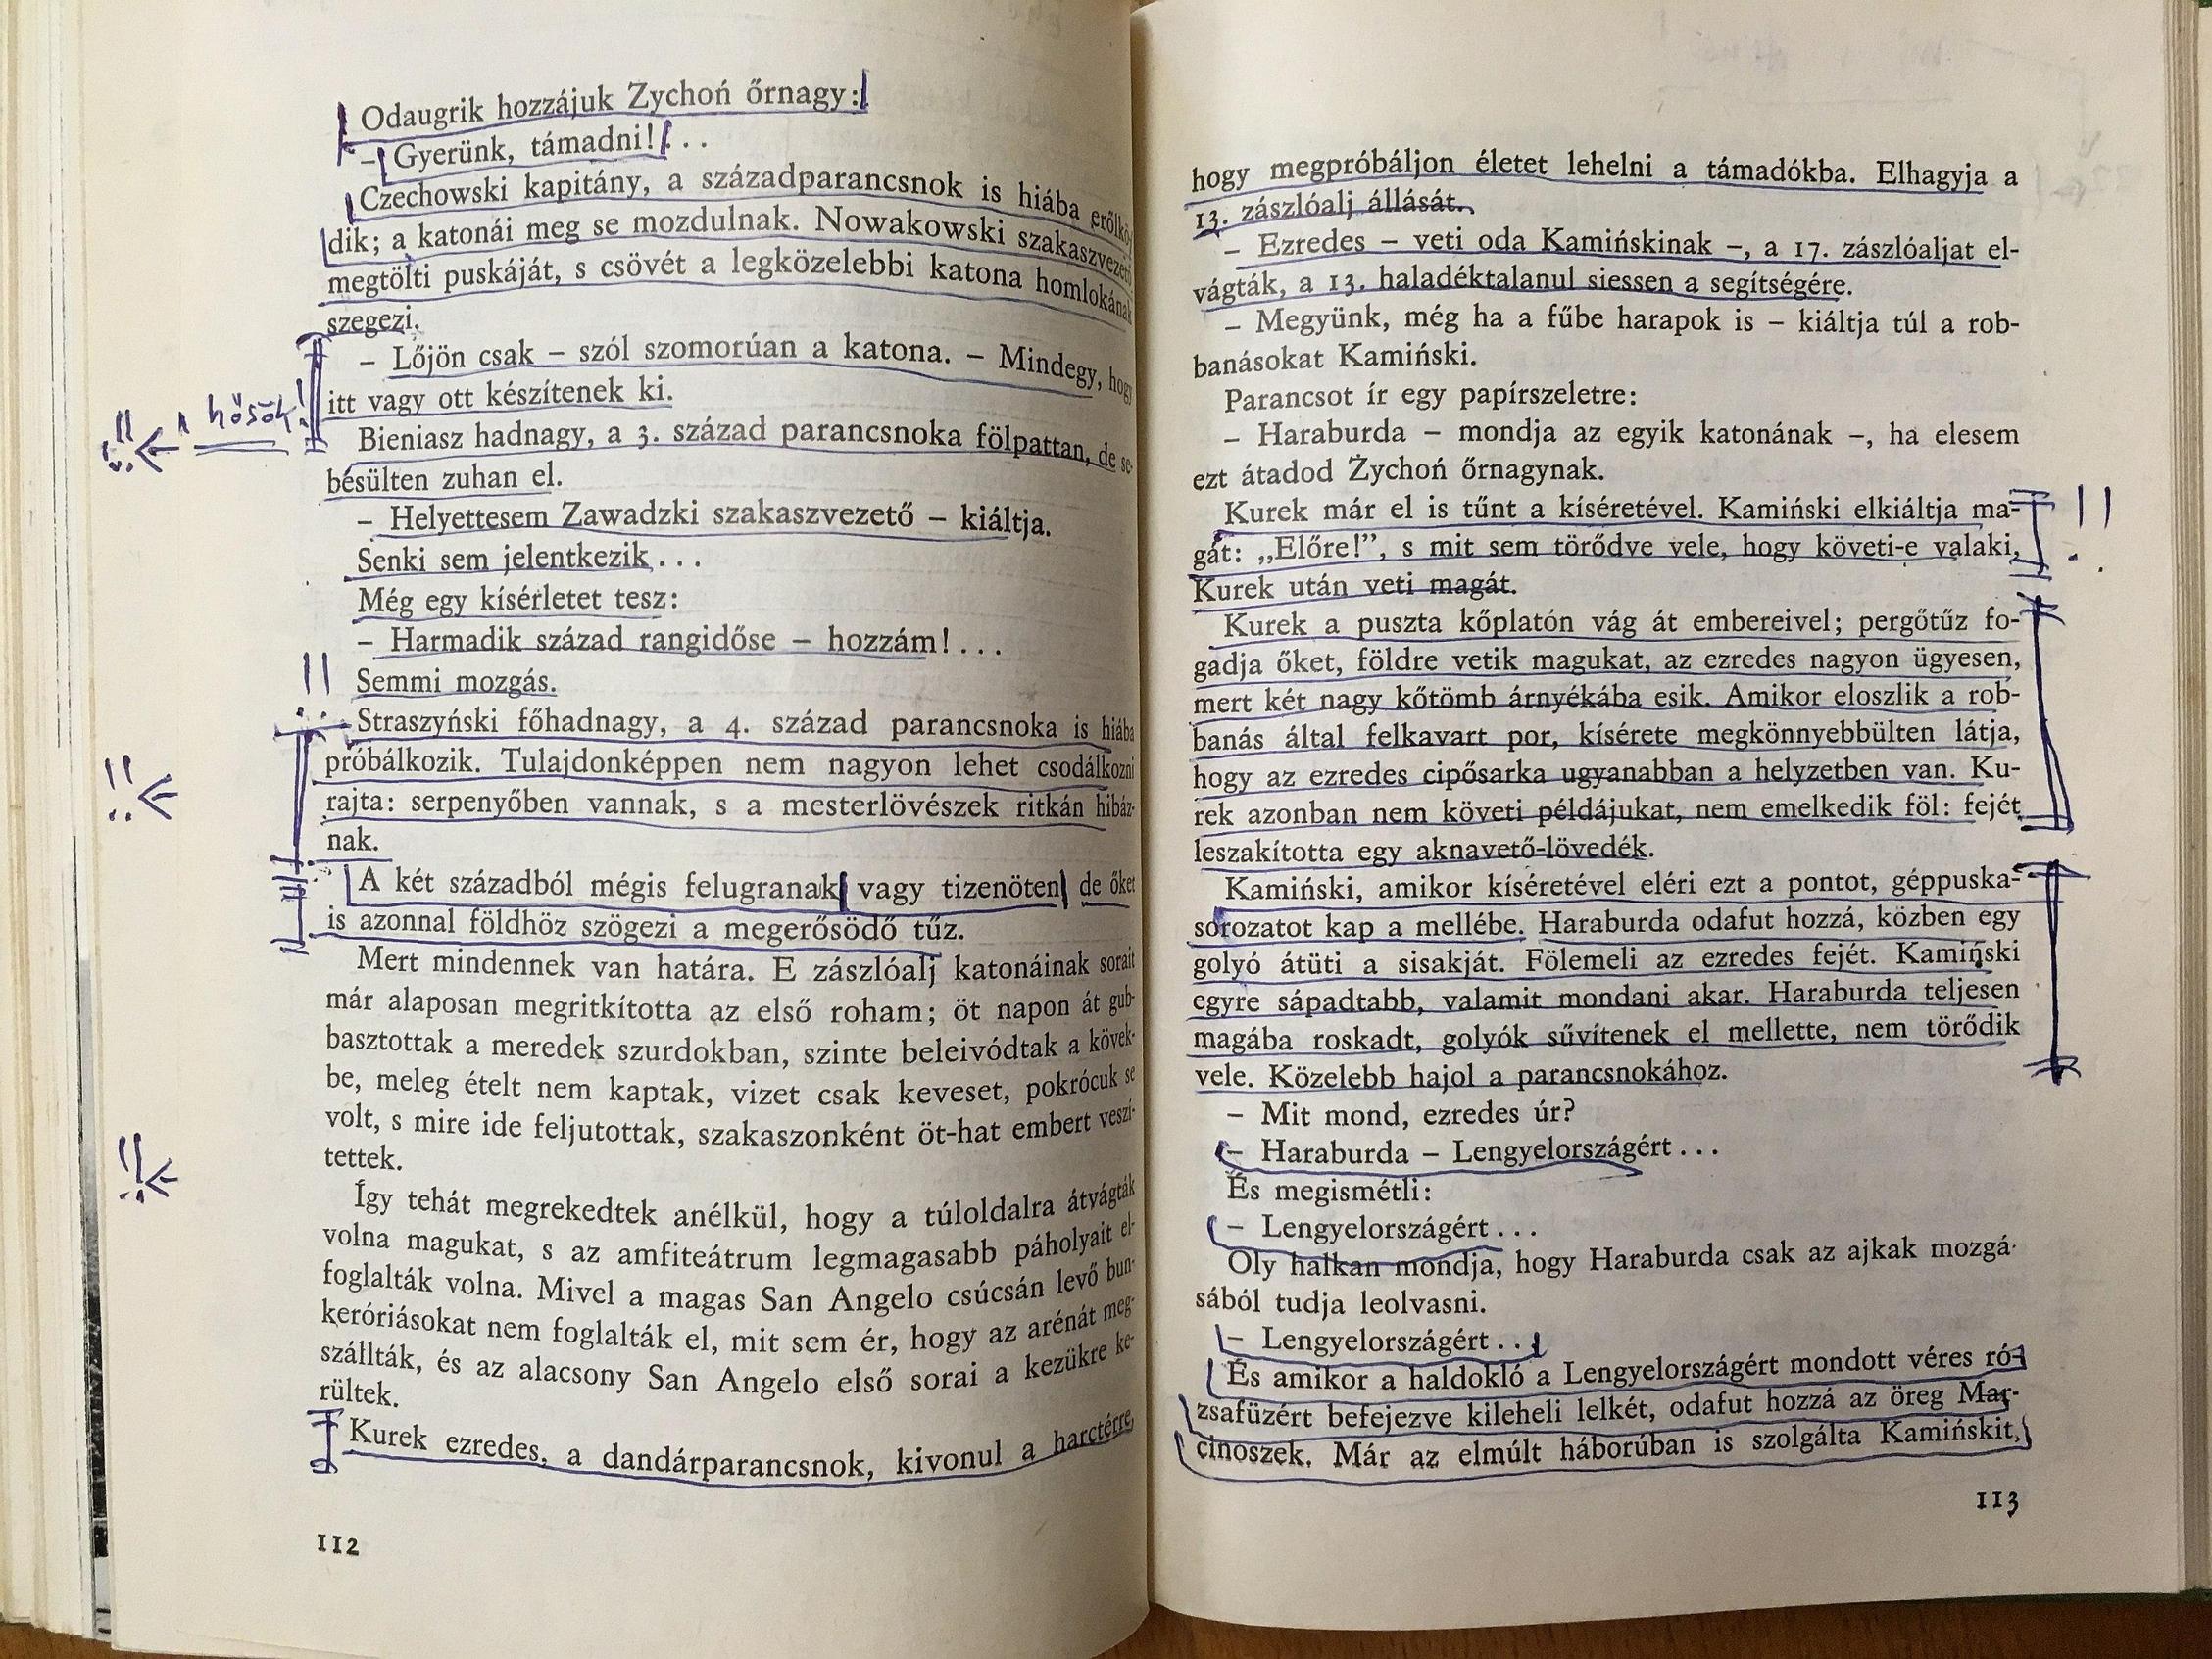 Odaugrik hozzájuk Zychoń őrnagy:
– Gyerünk, támadni! . . .
Czechowski kapitány, a századparancsnok is hiába erőlkö-
dik; a katonái meg se mozdulnak. Nowakowski szakaszvezető
megtölti puskáját, s csövét a legközelebbi katona homlokának
szegezi.
– Lőjön csak – szól szomorúan a katona. – Mindegy, hogy
hősök!
itt vagy ott készítenek ki.
Bieniasz hadnagy, a 3. század parancsnoka fölpattan, de se-
bésülten zuhan el.
– Helyettesem Zawadzki szakaszvezető – kiáltja.
Senki sem jelentkezik . . .
Még egy kísérletet tesz:
– Harmadik század rangidőse – hozzám! . . .
!! Semmi mozgás.
Straszyński főhadnagy, a 4. század parancsnoka is hiába
próbálkozik. Tulajdonképpen nem nagyon lehet csodálkozni
!!
rajta: serpenyőben vannak, s a mesterlövészek ritkán hibáz-
nak.
A két századból mégis felugranak vagy tizenöten de őket
is azonnal földhöz szögezi a megerősödő tűz.
Mert mindennek van határa. E zászlóalj katonáinak sorait
már alaposan megritkította az első roham; öt napon át gub-
basztottak a meredek szurdokban, szinte beleivódtak a kövek-
be, meleg ételt nem kaptak, vizet csak keveset, pokrócuk se
volt, s mire ide feljutottak, szakaszonként öt-hat embert veszí-
!!
tettek.
Így tehát megrekedtek anélkül, hogy a túloldalra átvágták
volna magukat, s az amfiteátrum legmagasabb páholyait el-
foglalták volna. Mivel a magas San Angelo csúcsán levő bun-
keróriásokat nem foglalták el, mit sem ér, hogy az arénát meg-
szállták, és az alacsony San Angelo első sorai a kezükre ke-
rültek.
Kurek ezredes, a dandárparancsnok, kivonul a harctérre,
112
hogy megpróbáljon életet lehelni a támadókba. Elhagyja a
13. zászlóalj állását.
– Ezredes – veti oda Kamińskinak –, a 17. zászlóaljat el-
vágták, a 13. haladéktalanul siessen a segítségére.
– Megyünk, még ha a fűbe harapok is – kiáltja túl a rob-
banásokat Kamiński.
Parancsot ír egy papírszeletre:
– Haraburda – mondja az egyik katonának –, ha elesem
ezt átadod Żychoń őrnagynak.
Kurek már el is tűnt a kíséretével. Kamiński elkiáltja ma- !!
gát: „Előre!”, s mit sem törődve vele, hogy követi-e valaki,
Kurek után veti magát.
Kurek a puszta kőplatón vág át embereivel; pergőtűz fo-
gadja őket, földre vetik magukat, az ezredes nagyon ügyesen,
mert két nagy kőtömb árnyékába esik. Amikor eloszlik a rob-
banás által felkavart por, kísérete megkönnyebbülten látja,
hogy az ezredes cipősarka ugyanabban a helyzetben van. Ku-
rek azonban nem követi példájukat, nem emelkedik föl: fejét
leszakította egy aknavető-lövedék.
Kamiński, amikor kíséretével eléri ezt a pontot, géppuska-
sorozatot kap a mellébe. Haraburda odafut hozzá, közben egy
golyó átüti a sisakját. Fölemeli az ezredes fejét. Kamiński
egyre sápadtabb, valamit mondani akar. Haraburda teljesen
magába roskadt, golyók süvítenek el mellette, nem törődik
vele. Közelebb hajol a parancsnokához.
– Mit mond, ezredes úr?
– Haraburda – Lengyelországért . . .
És megismétli:
– Lengyelországért . . .
Oly halkan mondja, hogy Haraburda csak az ajkak mozgá-
sából tudja leolvasni.
– Lengyelországért . . .
És amikor a haldokló a Lengyelországért mondott véres ró-
zsafüzért befejezve kileheli lelkét, odafut hozzá az öreg Mar-
cinoszek. Már az elmúlt háborúban is szolgálta Kamińskit,
113